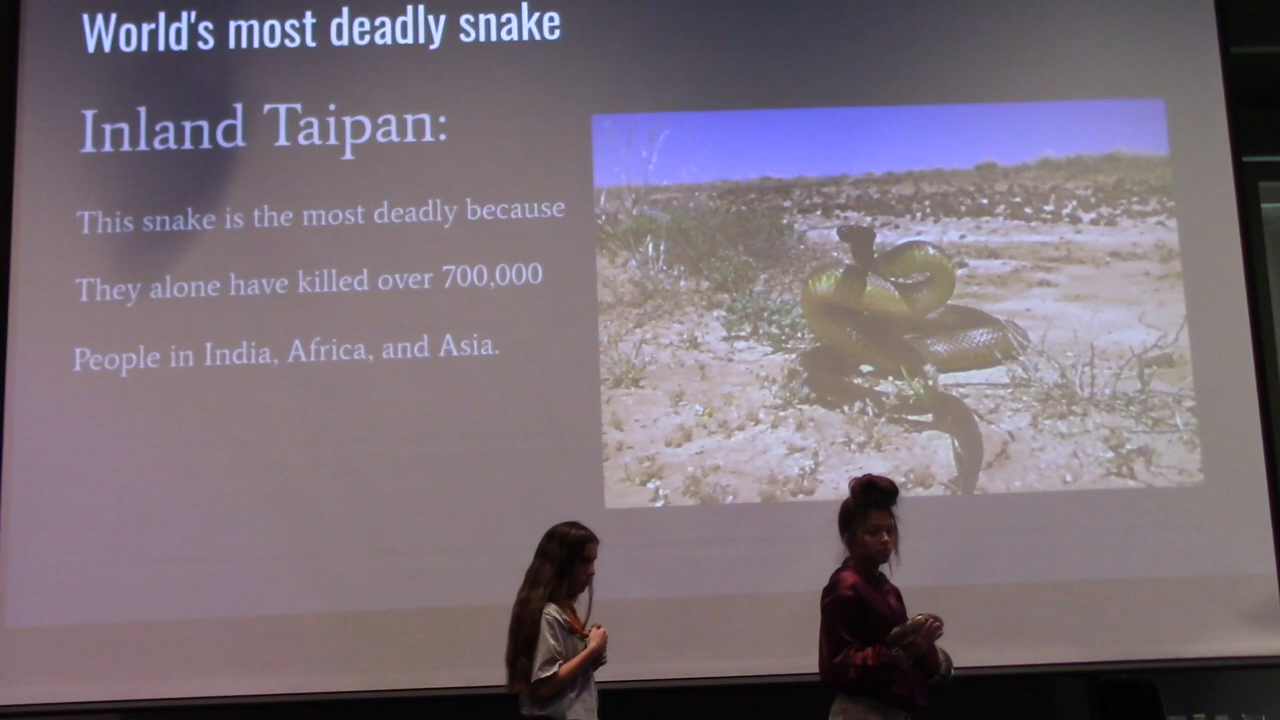 World's most deadly snake
Inland Taipan:
This snake is the most deadly because
They alone have killed over 700,000
People in India, Africa, and Asia.